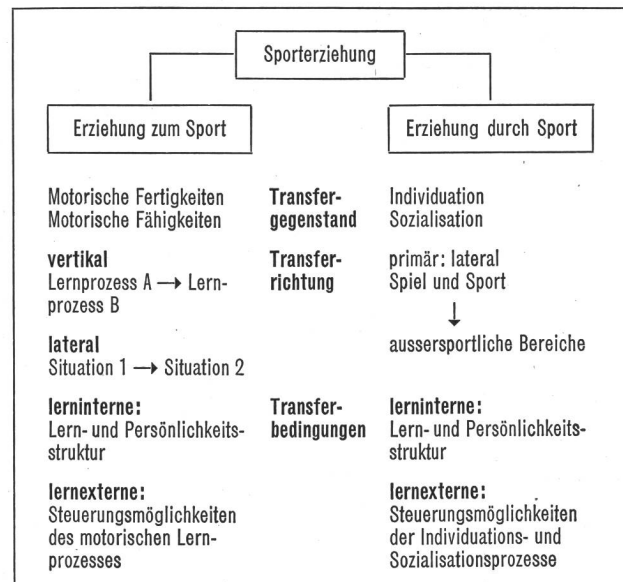 Sporterziehung
Erziehung zum Sport
Erziehung durch Sport
Motorische Fertigkeiten
Motorische Fähigkeiten
Transfer-
gegenstand
Individuation
Sozialisation
vertikal
Lernprozess A → Lern-
prozess B
Transfer-
richtung
primär: lateral
Spiel und Sport
↓
aussersportliche Bereiche
lateral
Situation 1 → Situation 2
lerninterne:
Lern- und Persönlichkeits-
struktur
Transfer-
bedingungen
lerninterne:
Lern- und Persönlichkeits-
struktur
lernexterne:
Steuerungsmöglichkeiten
des motorischen Lern-
prozesses
lernexterne:
Steuerungsmöglichkeiten
der Individuations- und
Sozialisationsprozesse